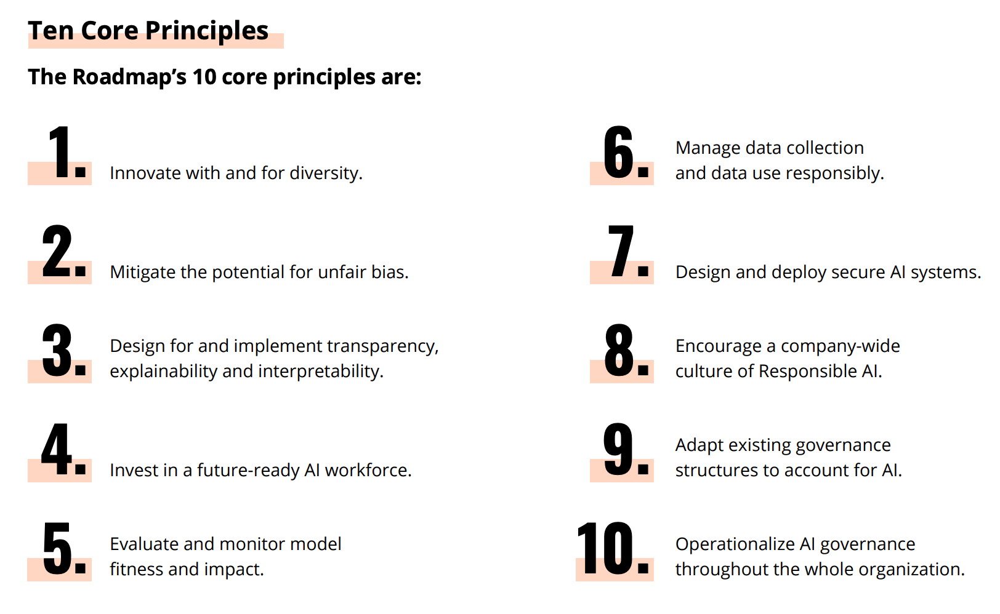 Ten Core Principles
The Roadmap’s 10 core principles are:
1. Innovate with and for diversity.
2. Mitigate the potential for unfair bias.
3. Design for and implement transparency,
explainability and interpretability.
4. Invest in a future-ready AI workforce.
5. Evaluate and monitor model
fitness and impact.
6. Manage data collection
and data use responsibly.
7. Design and deploy secure AI systems.
8. Encourage a company-wide
culture of Responsible AI.
9. Adapt existing governance
structures to account for AI.
10. Operationalize AI governance
throughout the whole organization.